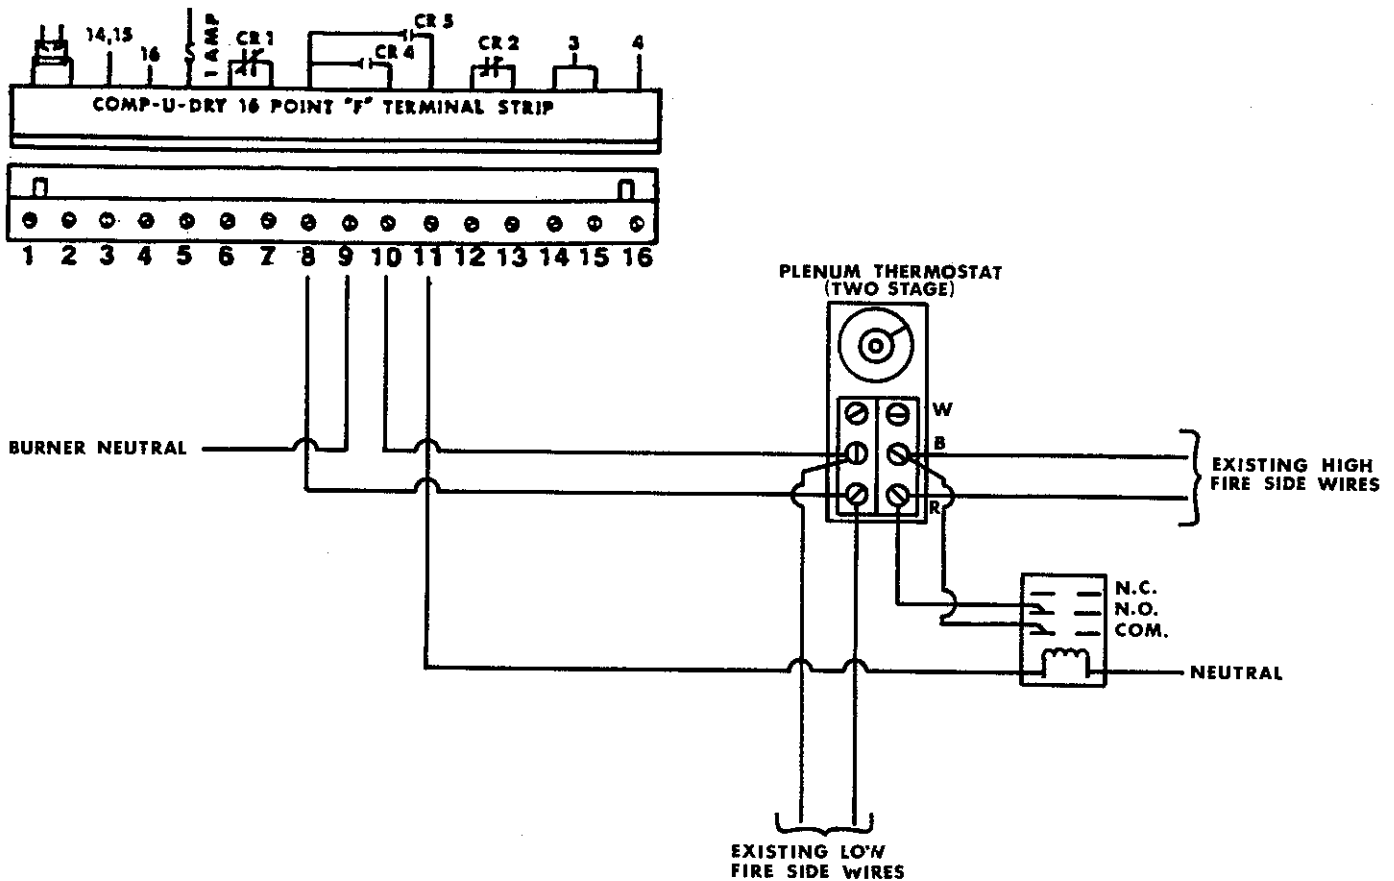 14,15
16
1 AMP
CR 1
CR 5
CR 4
CR 2
3
4
COMP-U-DRY 16 POINT "F" TERMINAL STRIP
1 2 3 4 5 6 7 8 9 10 11 12 13 14 15 16
PLENUM THERMOSTAT
(TWO STAGE)
W
B
R
BURNER NEUTRAL
EXISTING HIGH
FIRE SIDE WIRES
N.C.
N.O.
COM.
NEUTRAL
EXISTING LOW
FIRE SIDE WIRES